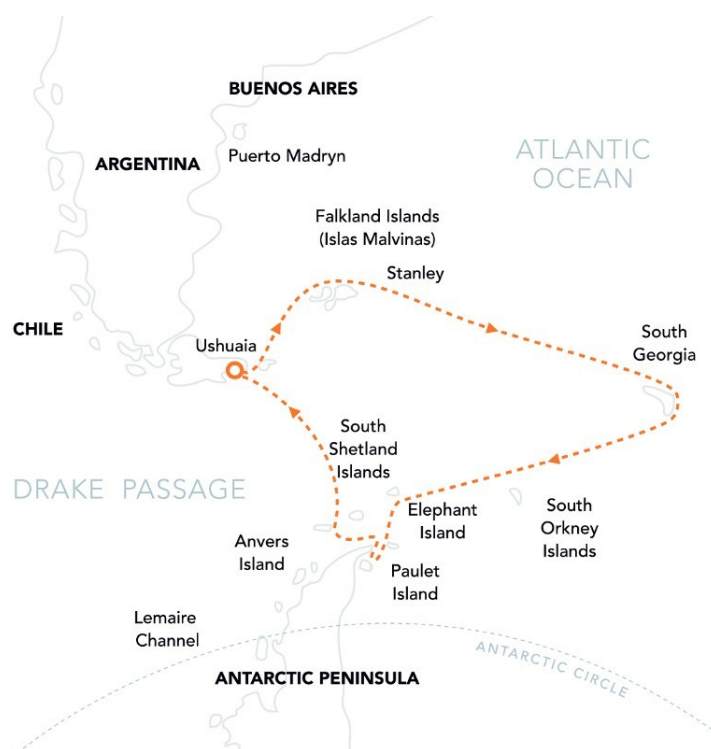 BUENOS AIRES
ARGENTINA
Puerto Madryn
ATLANTIC
OCEAN
Falkland Islands
(Islas Malvinas)
Stanley
CHILE
Ushuaia
South
Georgia
South
Shetland
Islands
DRAKE PASSAGE
Elephant
Island
South
Orkney
Islands
Anvers
Island
Paulet
Island
Lemaire
Channel
ANTARCTIC CIRCLE
ANTARCTIC PENINSULA